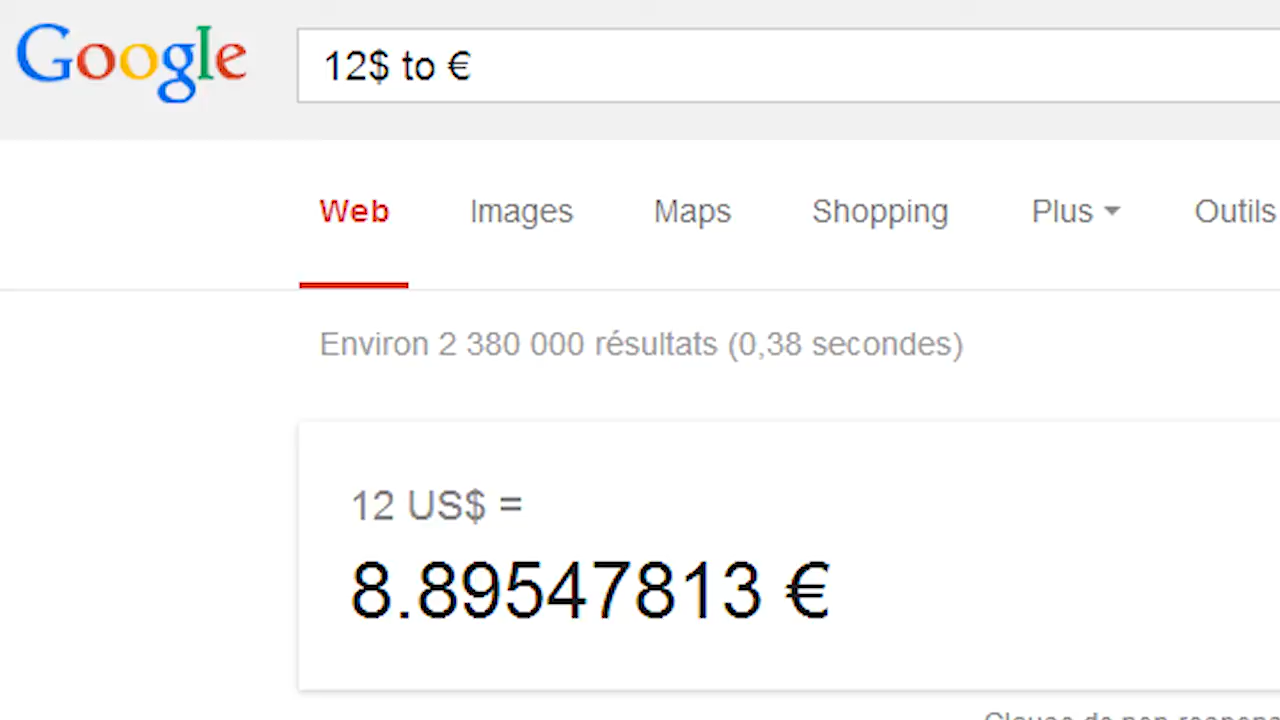 Google
12$ to €
Web Images Maps Shopping Plus Outils
Environ 2 380 000 résultats (0,38 secondes)
12 US$ =
8.89547813 €